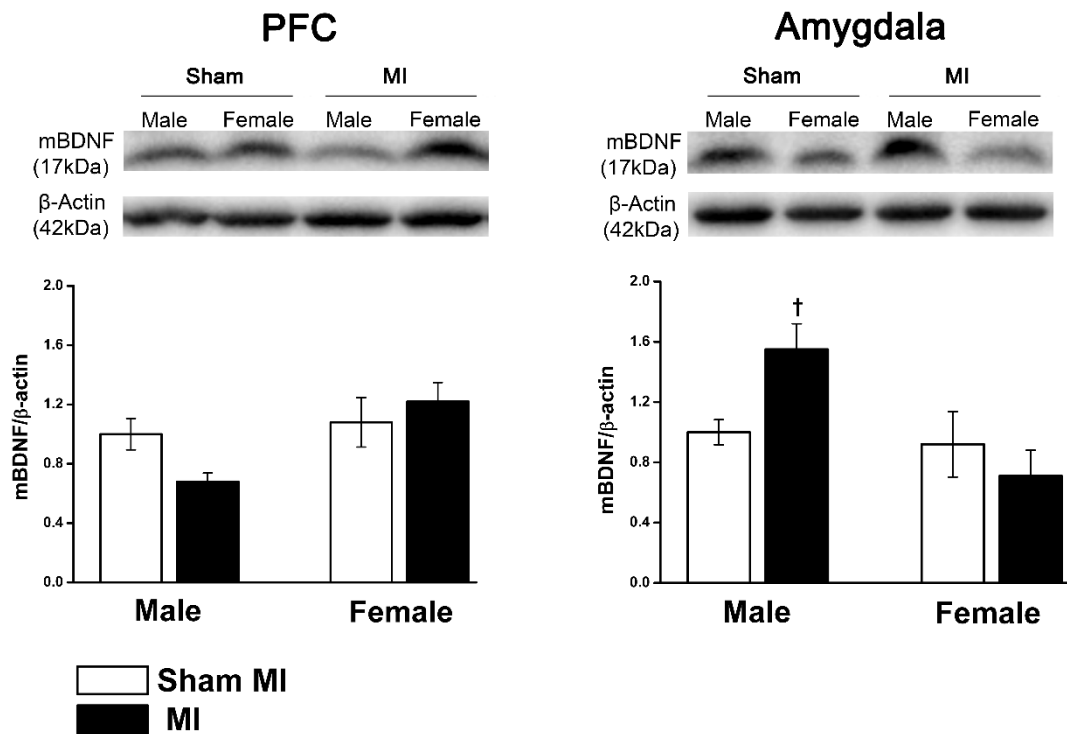 PFC
Sham MI
Male Female Male Female
mBDNF
(17kDa)
β-Actin
(42kDa)
2.0
1.6
1.2
0.8
0.4
0.0
mBDNF/β-actin
Male Female
Amygdala
Sham MI
Male Female Male Female
mBDNF
(17kDa)
β-Actin
(42kDa)
2.0
1.6
1.2
0.8
0.4
0.0
mBDNF/β-actin
†
Male Female
Sham MI
MI